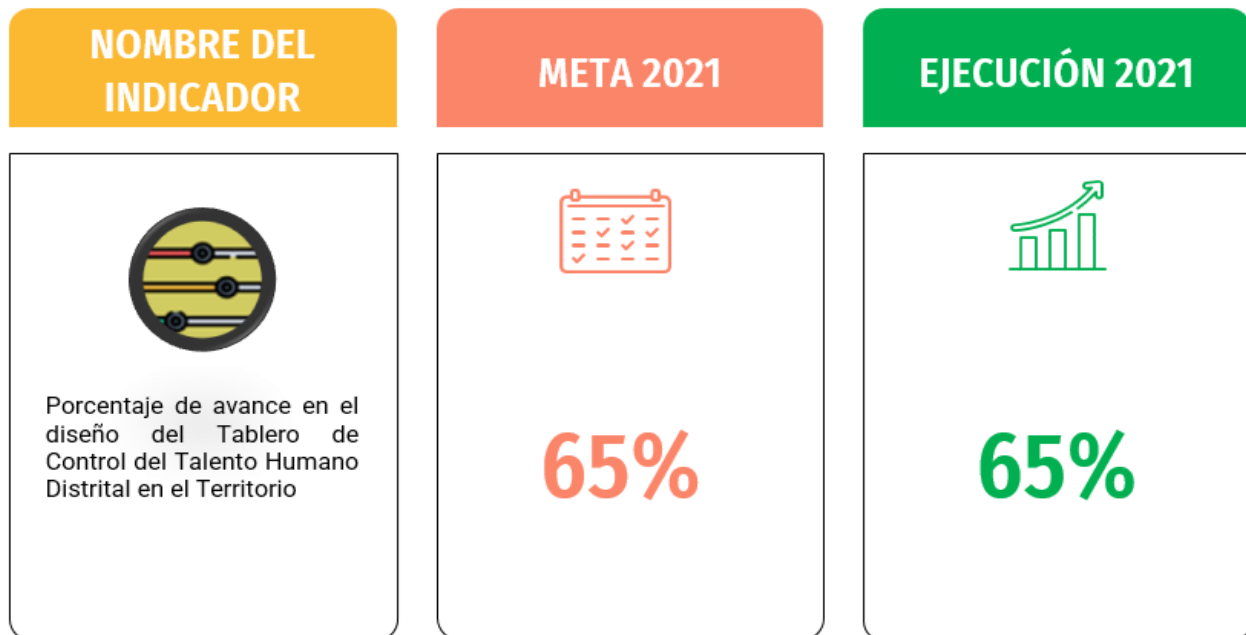 NOMBRE DEL
INDICADOR
META 2021
EJECUCIÓN 2021
Porcentaje de avance en el
diseño del Tablero de
Control del Talento Humano
Distrital en el Territorio
65%
65%